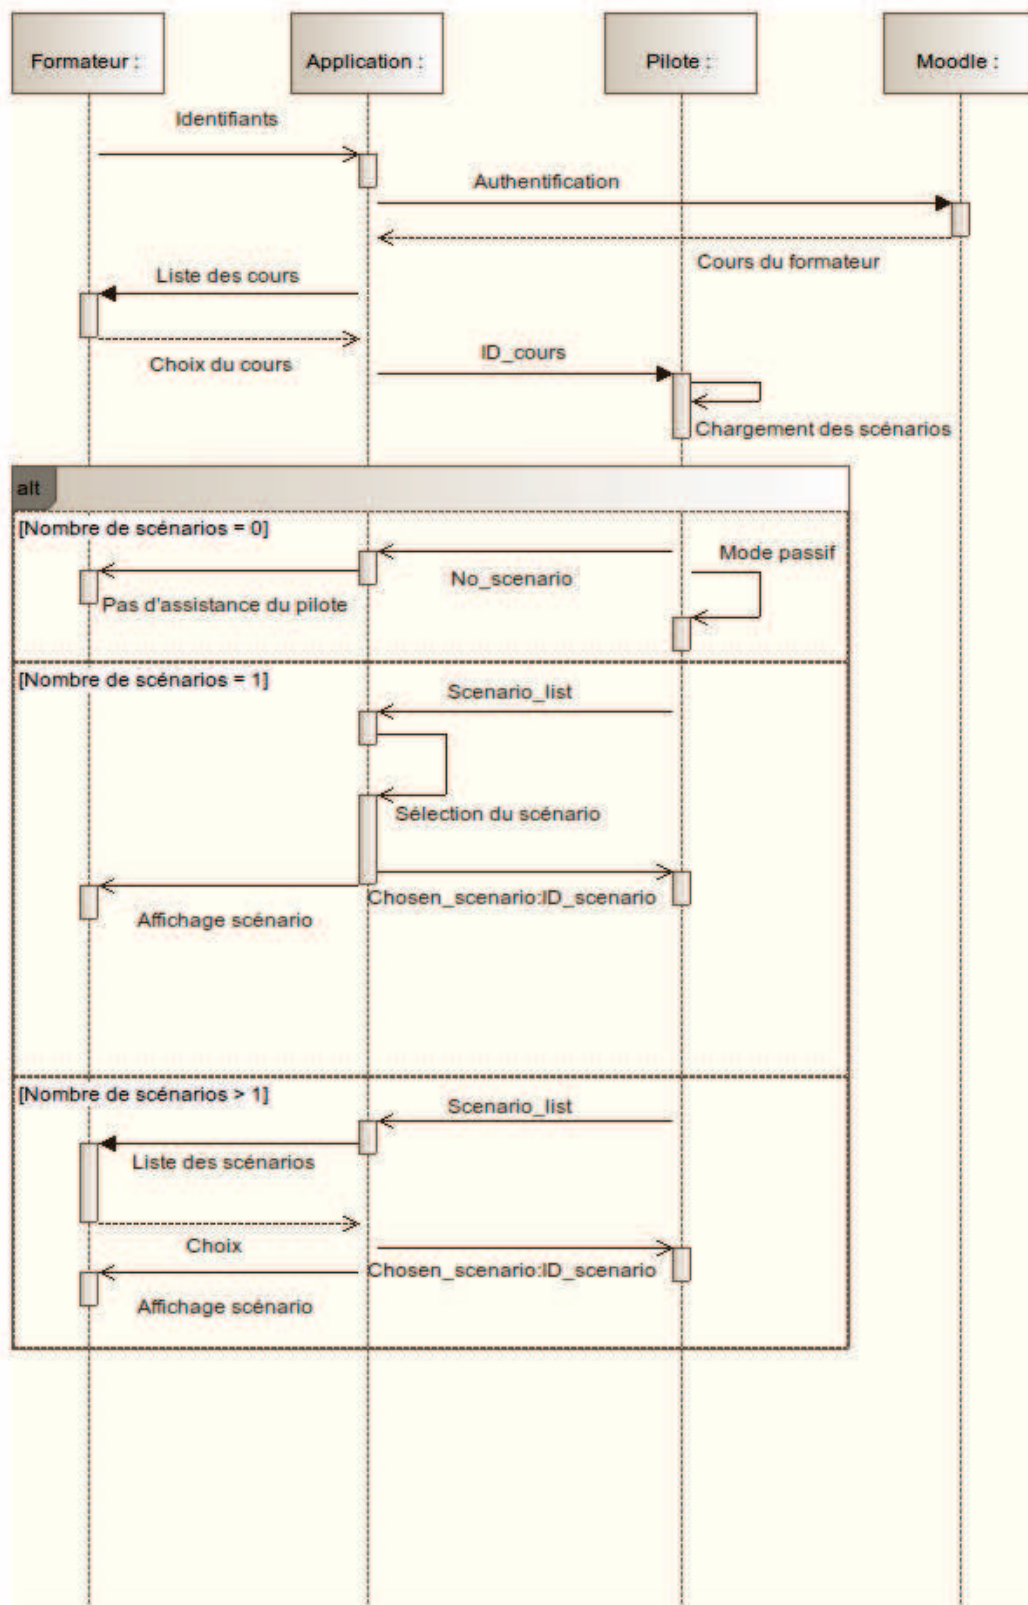 Formateur :
Application :
Pilote :
Moodle :
Identifiants
Authentification
Cours du formateur
Liste des cours
Choix du cours
ID_cours
Chargement des scénarios
alt
[Nombre de scénarios = 0]
Mode passif
No_scenario
Pas d'assistance du pilote
[Nombre de scénarios = 1]
Scenario_list
Sélection du scénario
Chosen_scenario:ID_scenario
Affichage scénario
[Nombre de scénarios > 1]
Scenario_list
Liste des scénarios
Choix
Chosen_scenario:ID_scenario
Affichage scénario